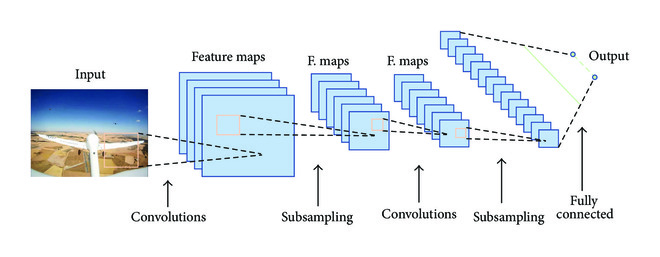 Input
Feature maps
F. maps
F. maps
Output
Convolutions
Subsampling
Convolutions
Subsampling
Fully
connected